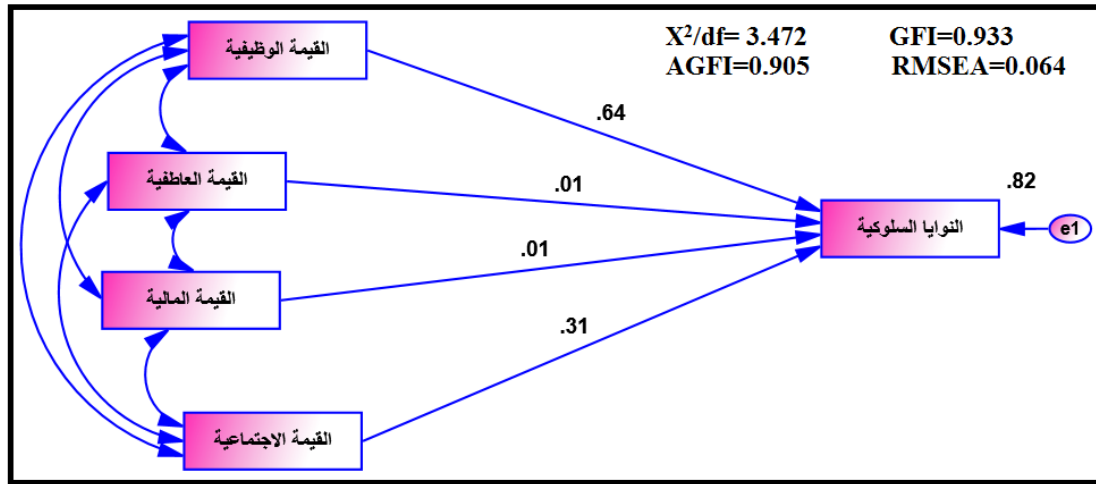 القيمة الوظيفية
X²/df= 3.472 GFI=0.933
AGFI=0.905 RMSEA=0.064
.64
القيمة العاطفية
.01
.82
النوايا السلوكية
e1
القيمة المالية
.01
.31
القيمة الاجتماعية